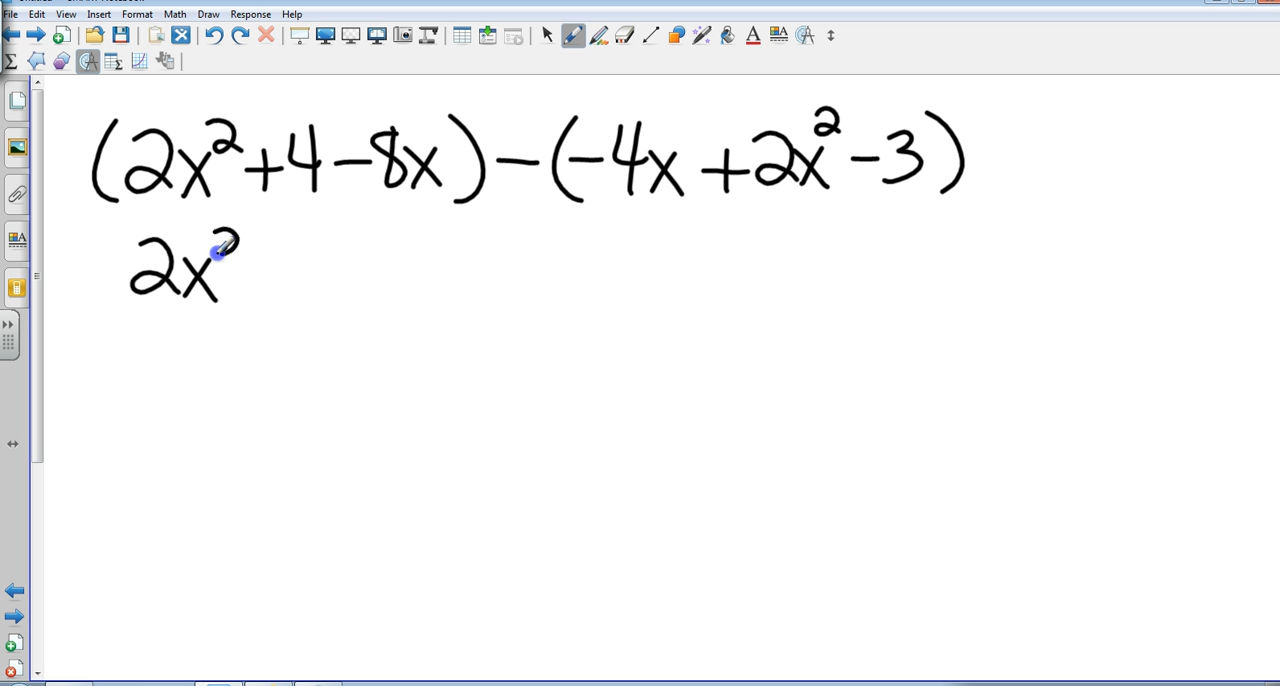 File Edit View Insert Format Math Draw Response Help
(2x²+4-8x)-(-4x+2x²-3)
2x²